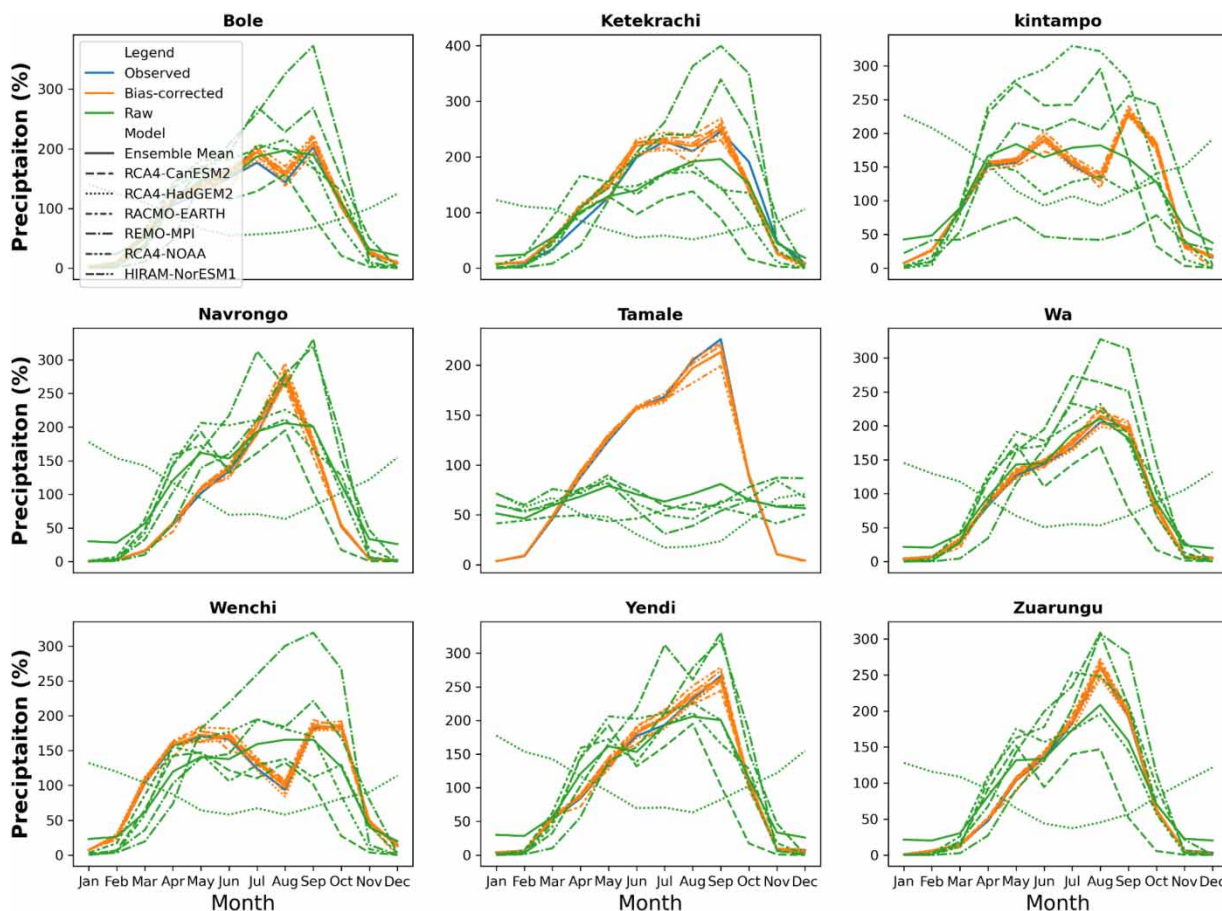 Bole
Ketekrachi
kintampo
Preciptaiton (%)
300
200
100
0
Legend
Observed
Bias-corrected
Raw
Model
Ensemble Mean
RCA4-CanESM2
RCA4-HadGEM2
RACMO-EARTH
REMO-MPI
RCA4-NOAA
HIRAM-NorESM1
400
300
200
100
0
300
250
200
150
100
50
0
Navrongo
Tamale
Wa
Preciptaiton (%)
300
250
200
150
100
50
0
200
150
100
50
0
300
250
200
150
100
50
0
Wenchi
Yendi
Zuarungu
Preciptaiton (%)
300
250
200
150
100
50
0
300
250
200
150
100
50
0
300
250
200
150
100
50
0
Jan Feb Mar Apr May Jun Jul Aug Sep Oct Nov Dec
Jan Feb Mar Apr May Jun Jul Aug Sep Oct Nov Dec
Jan Feb Mar Apr May Jun Jul Aug Sep Oct Nov Dec
Month
Month
Month